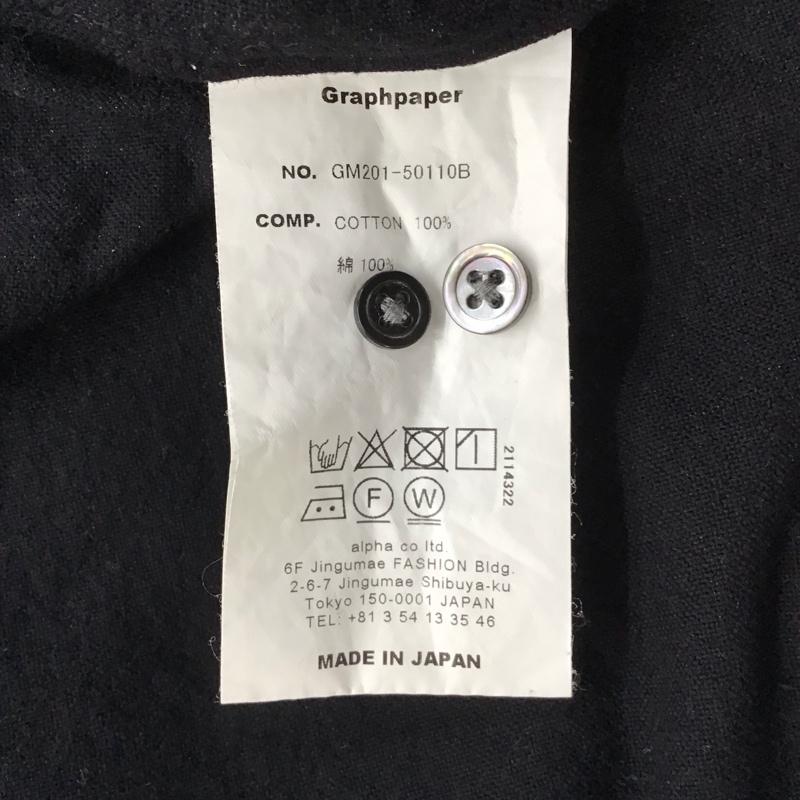 Graphpaper
NO. GM201-50110B
COMP. COTTON 100%
綿 100%
2114322
F W
alpha co ltd.
6F Jingumae FASHION Bldg.
2-6-7 Jingumae Shibuya-ku
Tokyo 150-0001 JAPAN
TEL: +81 3 54 13 35 46
MADE IN JAPAN